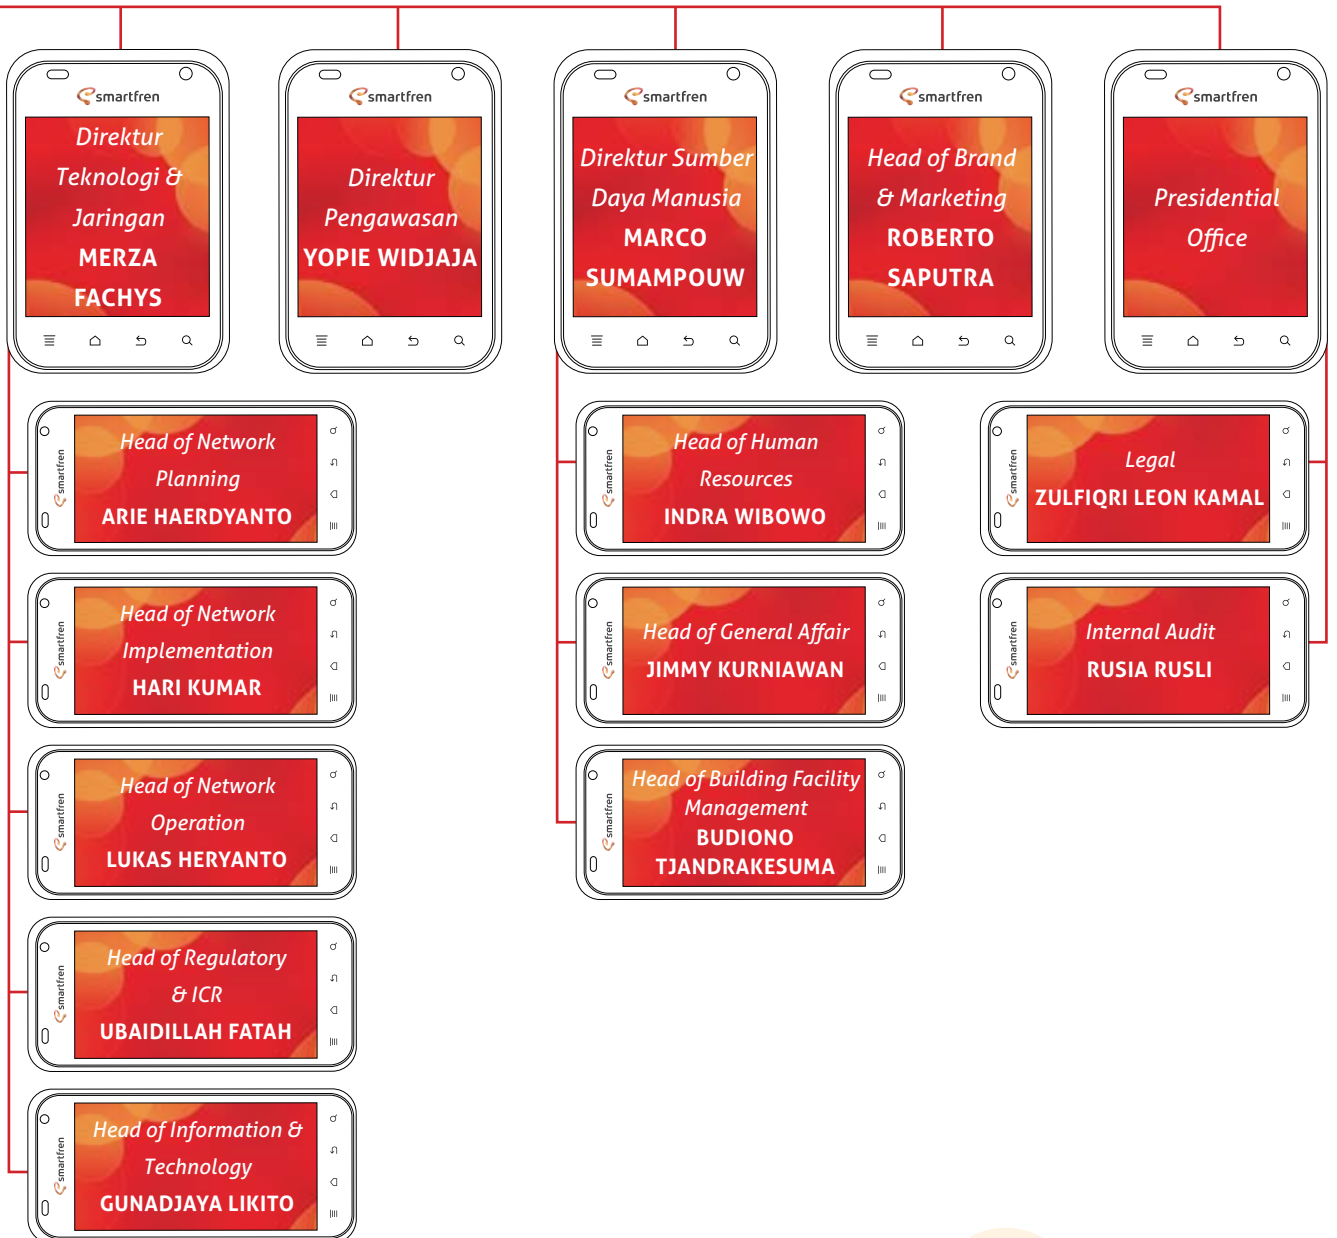 smartfren
Direktur
Teknologi &
Jaringan
MERZA
FACHYS
smartfren
Direktur
Pengawasan
YOPIE WIDJAJA
smartfren
Direktur Sumber
Daya Manusia
MARCO
SUMAMPOUW
smartfren
Head of Brand
& Marketing
ROBERTO
SAPUTRA
smartfren
Presidential
Office
smartfren
Head of Network
Planning
ARIE HAERDYANTO
smartfren
Head of Network
Implementation
HARI KUMAR
smartfren
Head of Network
Operation
LUKAS HERYANTO
smartfren
Head of Regulatory
& ICR
UBAIDILLAH FATAH
smartfren
Head of Information &
Technology
GUNADJAYA LIKITO
smartfren
Head of Human
Resources
INDRA WIBOWO
smartfren
Head of General Affair
JIMMY KURNIAWAN
smartfren
Head of Building Facility
Management
BUDIONO
TJANDRAKESUMA
smartfren
Legal
ZULFIQRI LEON KAMAL
smartfren
Internal Audit
RUSIA RUSLI